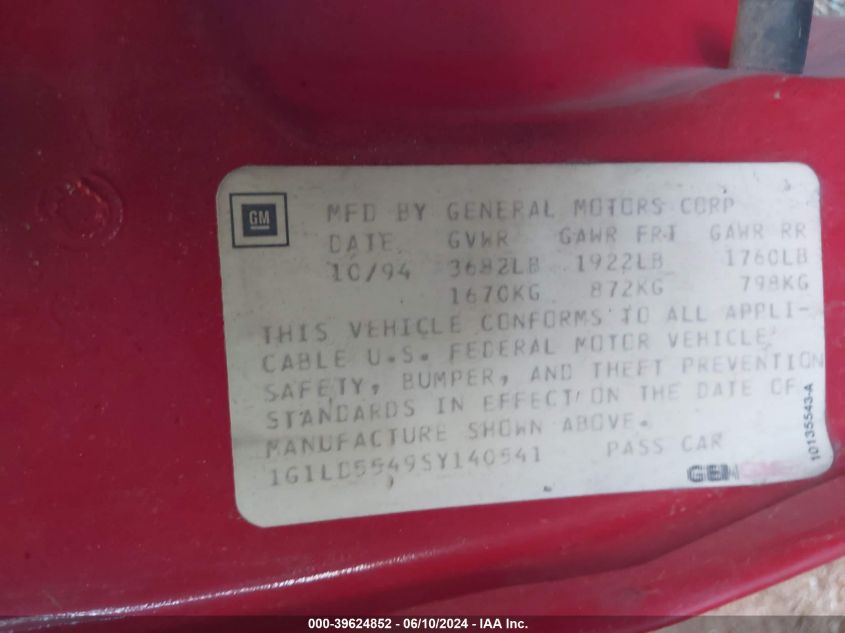 GM
MFD BY GENERAL MOTORS CORP
DATE GVWR GAWR FRT GAWR RR
10/94 3682LB 1922LB 1760LB
1670KG 872KG 798KG
THIS VEHICLE CONFORMS TO ALL APPLI-
CABLE U.S. FEDERAL MOTOR VEHICLE
SAFETY, BUMPER, AND THEFT PREVENTION
STANDARDS IN EFFECT ON THE DATE OF
MANUFACTURE SHOWN ABOVE.
1G1LD5549SY140541 PASS CAR
10135543-A
000-39624852 - 06/10/2024 - IAA Inc.